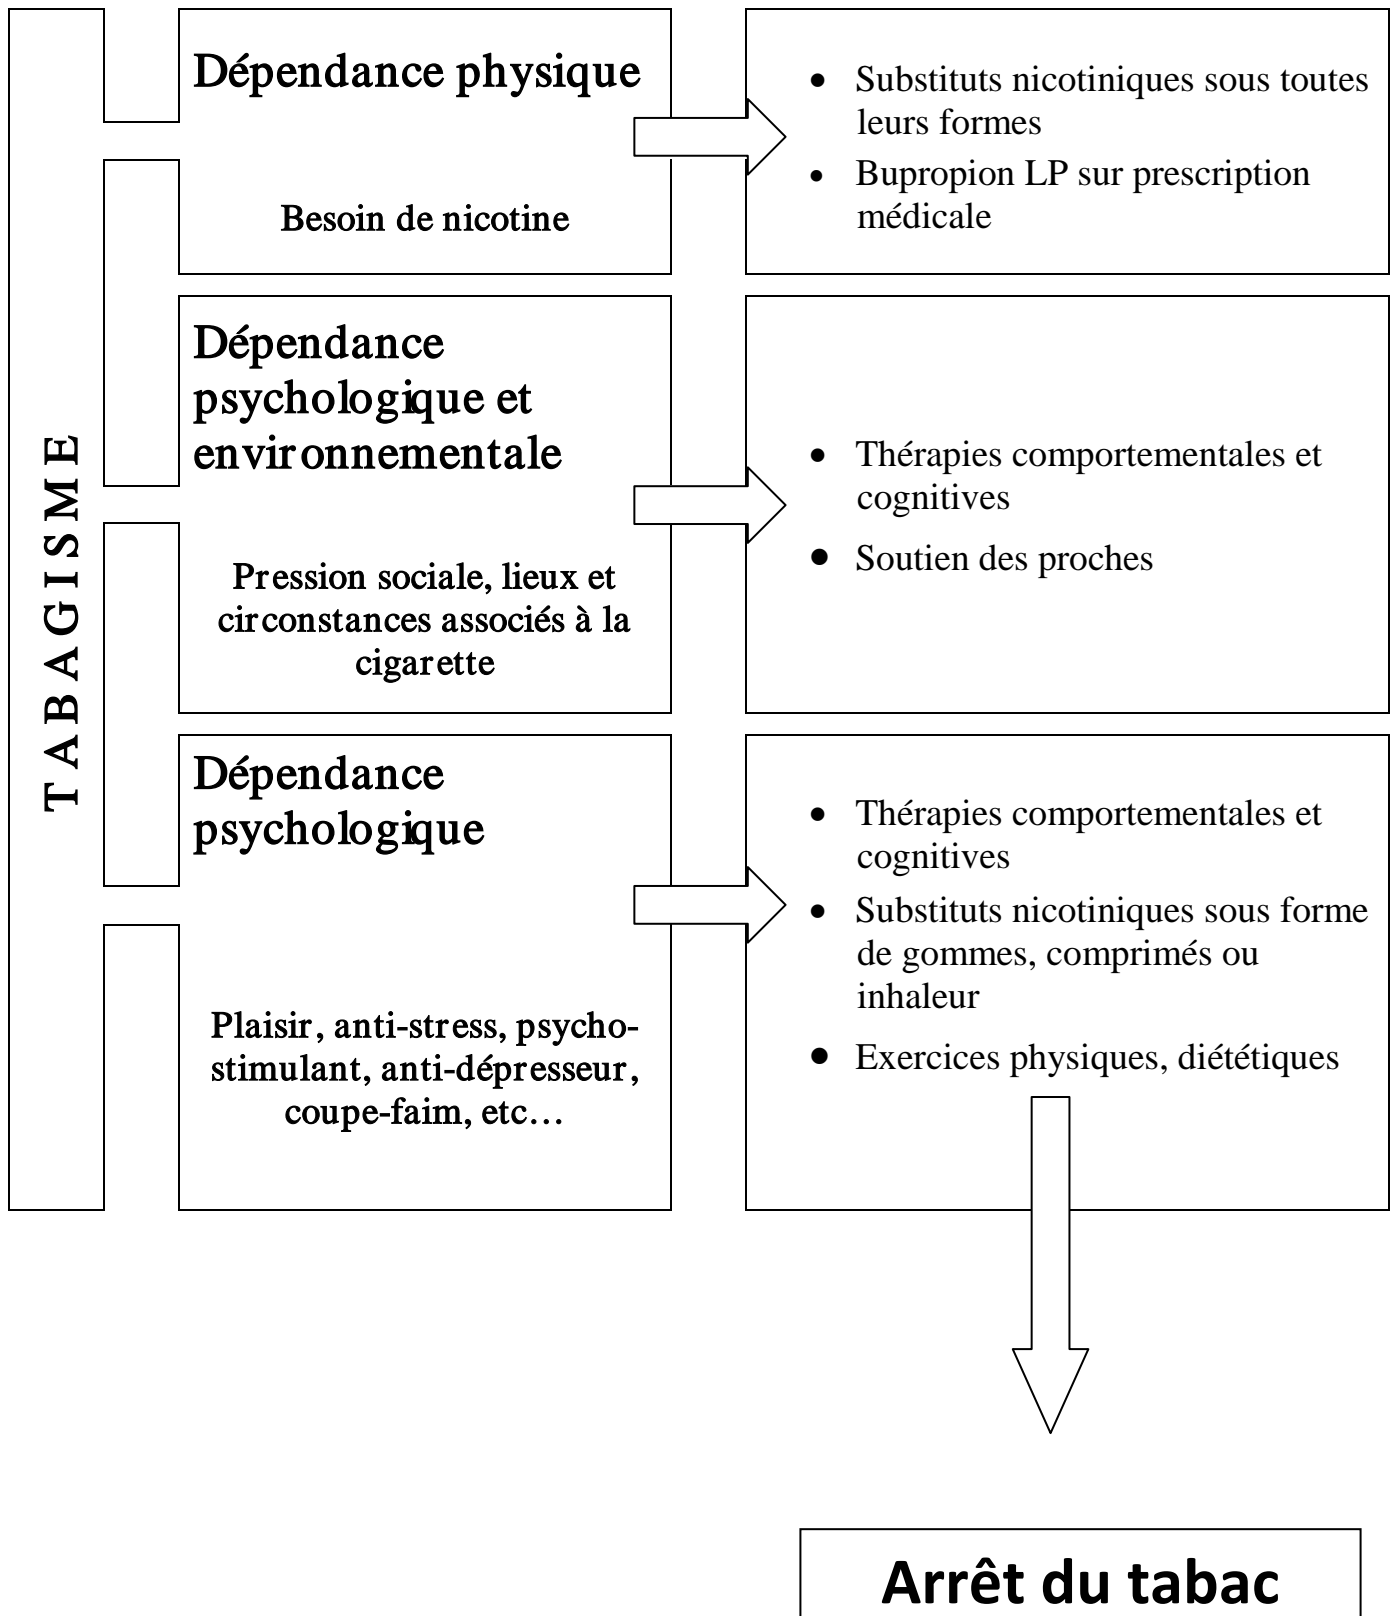 TABAGISME
Dépendance physique
Besoin de nicotine
• Substituts nicotiniques sous toutes
leurs formes
• Bupropion LP sur prescription
médicale
Dépendance
psychologique et
environnementale
Pression sociale, lieux et
circonstances associés à la
cigarette
• Thérapies comportementales et
cognitives
• Soutien des proches
Dépendance
psychologique
Plaisir, anti-stress, psycho-
stimulant, anti-dépresseur,
coupe-faim, etc…
• Thérapies comportementales et
cognitives
• Substituts nicotiniques sous forme
de gommes, comprimés ou
inhaleur
• Exercices physiques, diététiques
Arrêt du tabac